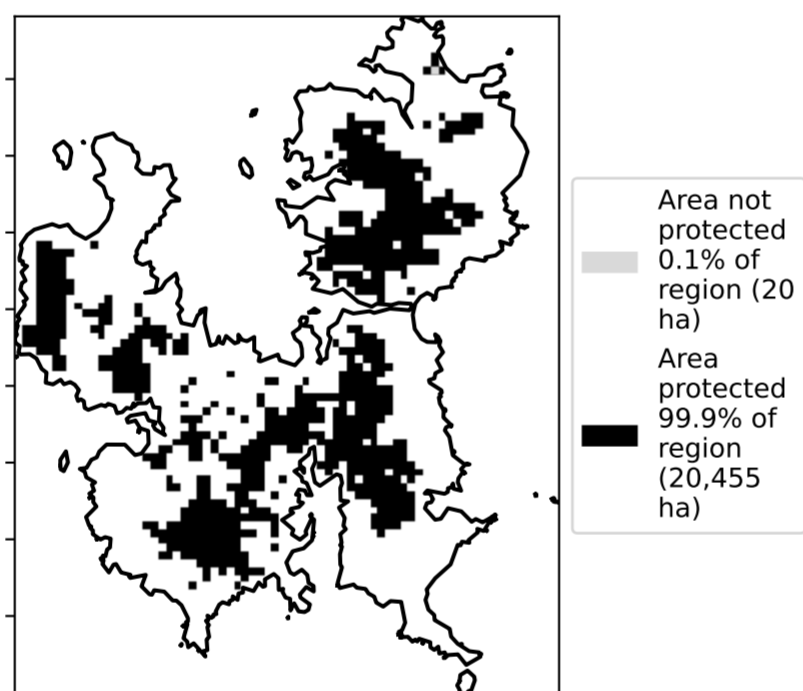 Area not
protected
0.1% of
region (20
ha)
Area
protected
99.9% of
region
(20,455
ha)